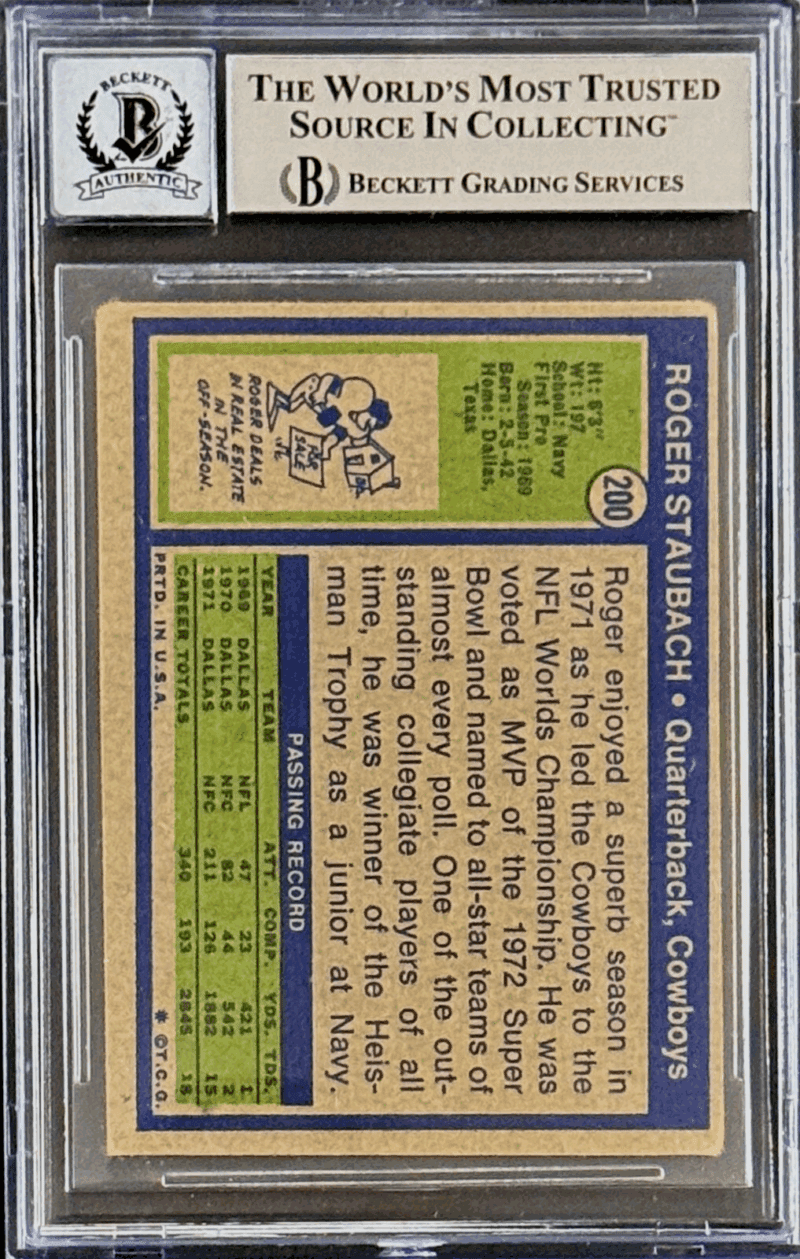 BECKETT
B
AUTHENTIC
THE WORLD'S MOST TRUSTED
SOURCE IN COLLECTING™
(B) BECKETT GRADING SERVICES
ROGER STAUBACH • Quarterback, Cowboys
200
Ht: 6'3"
Wt: 197
School: Navy
First Pro
Season: 1969
Born: 2-5-42
Home: Dallas,
Texas
FOR
SALE
ROGER DEALS
IN REAL ESTATE
IN THE
OFF-SEASON.
Roger enjoyed a superb season in
1971 as he led the Cowboys to the
NFL Worlds Championship. He was
voted as MVP of the 1972 Super
Bowl and named to all-star teams of
almost every poll. One of the out-
standing collegiate players of all
time, he was winner of the Heis-
man Trophy as a junior at Navy.
PASSING RECORD
YEAR TEAM ATT. COMP. YDS. TDS.
1969 DALLAS NFL 47 23 421 1
1970 DALLAS NFC 82 44 542 2
1971 DALLAS NFC 211 126 1882 15
CAREER TOTALS 340 193 2845 18
PRTD. IN U.S.A. * ©T.C.G.